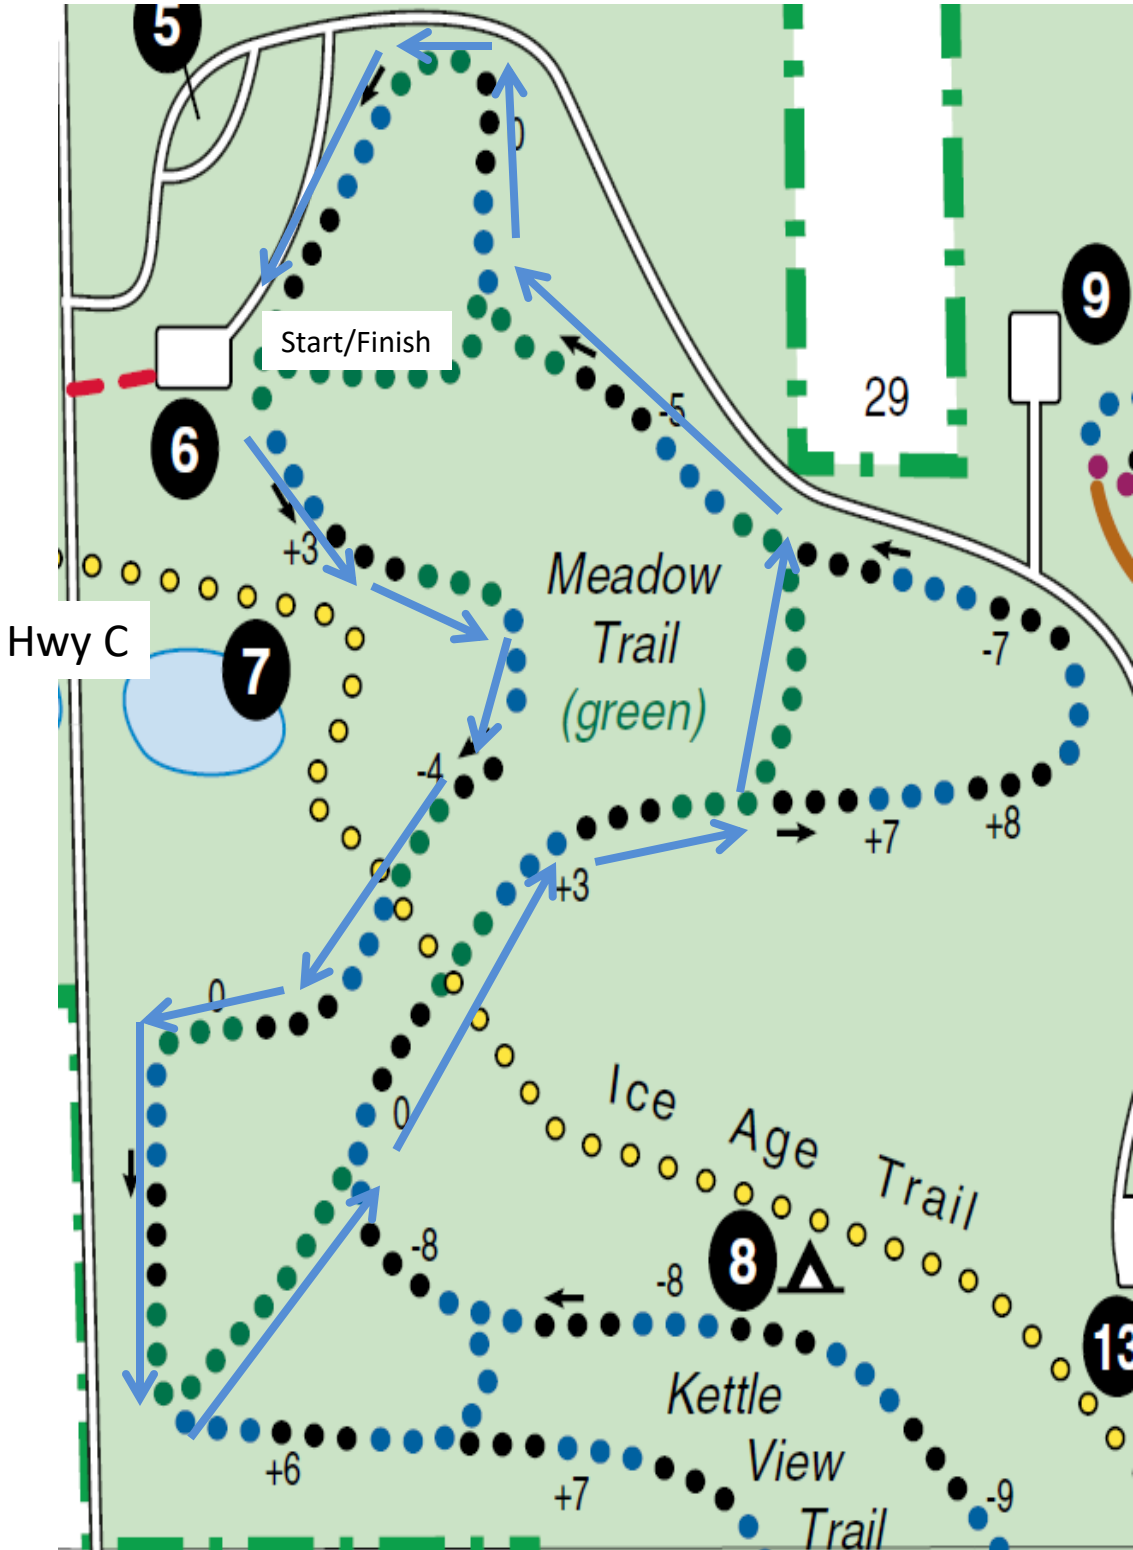 5
0
9
Start/Finish
29
-5
6
+3
Meadow
Trail
(green)
Hwy C
7
-7
-4
+7
+8
+3
0
0
Ice Age Trail
-8
8
-8
13
Kettle
View
Trail
+6
+7
-9